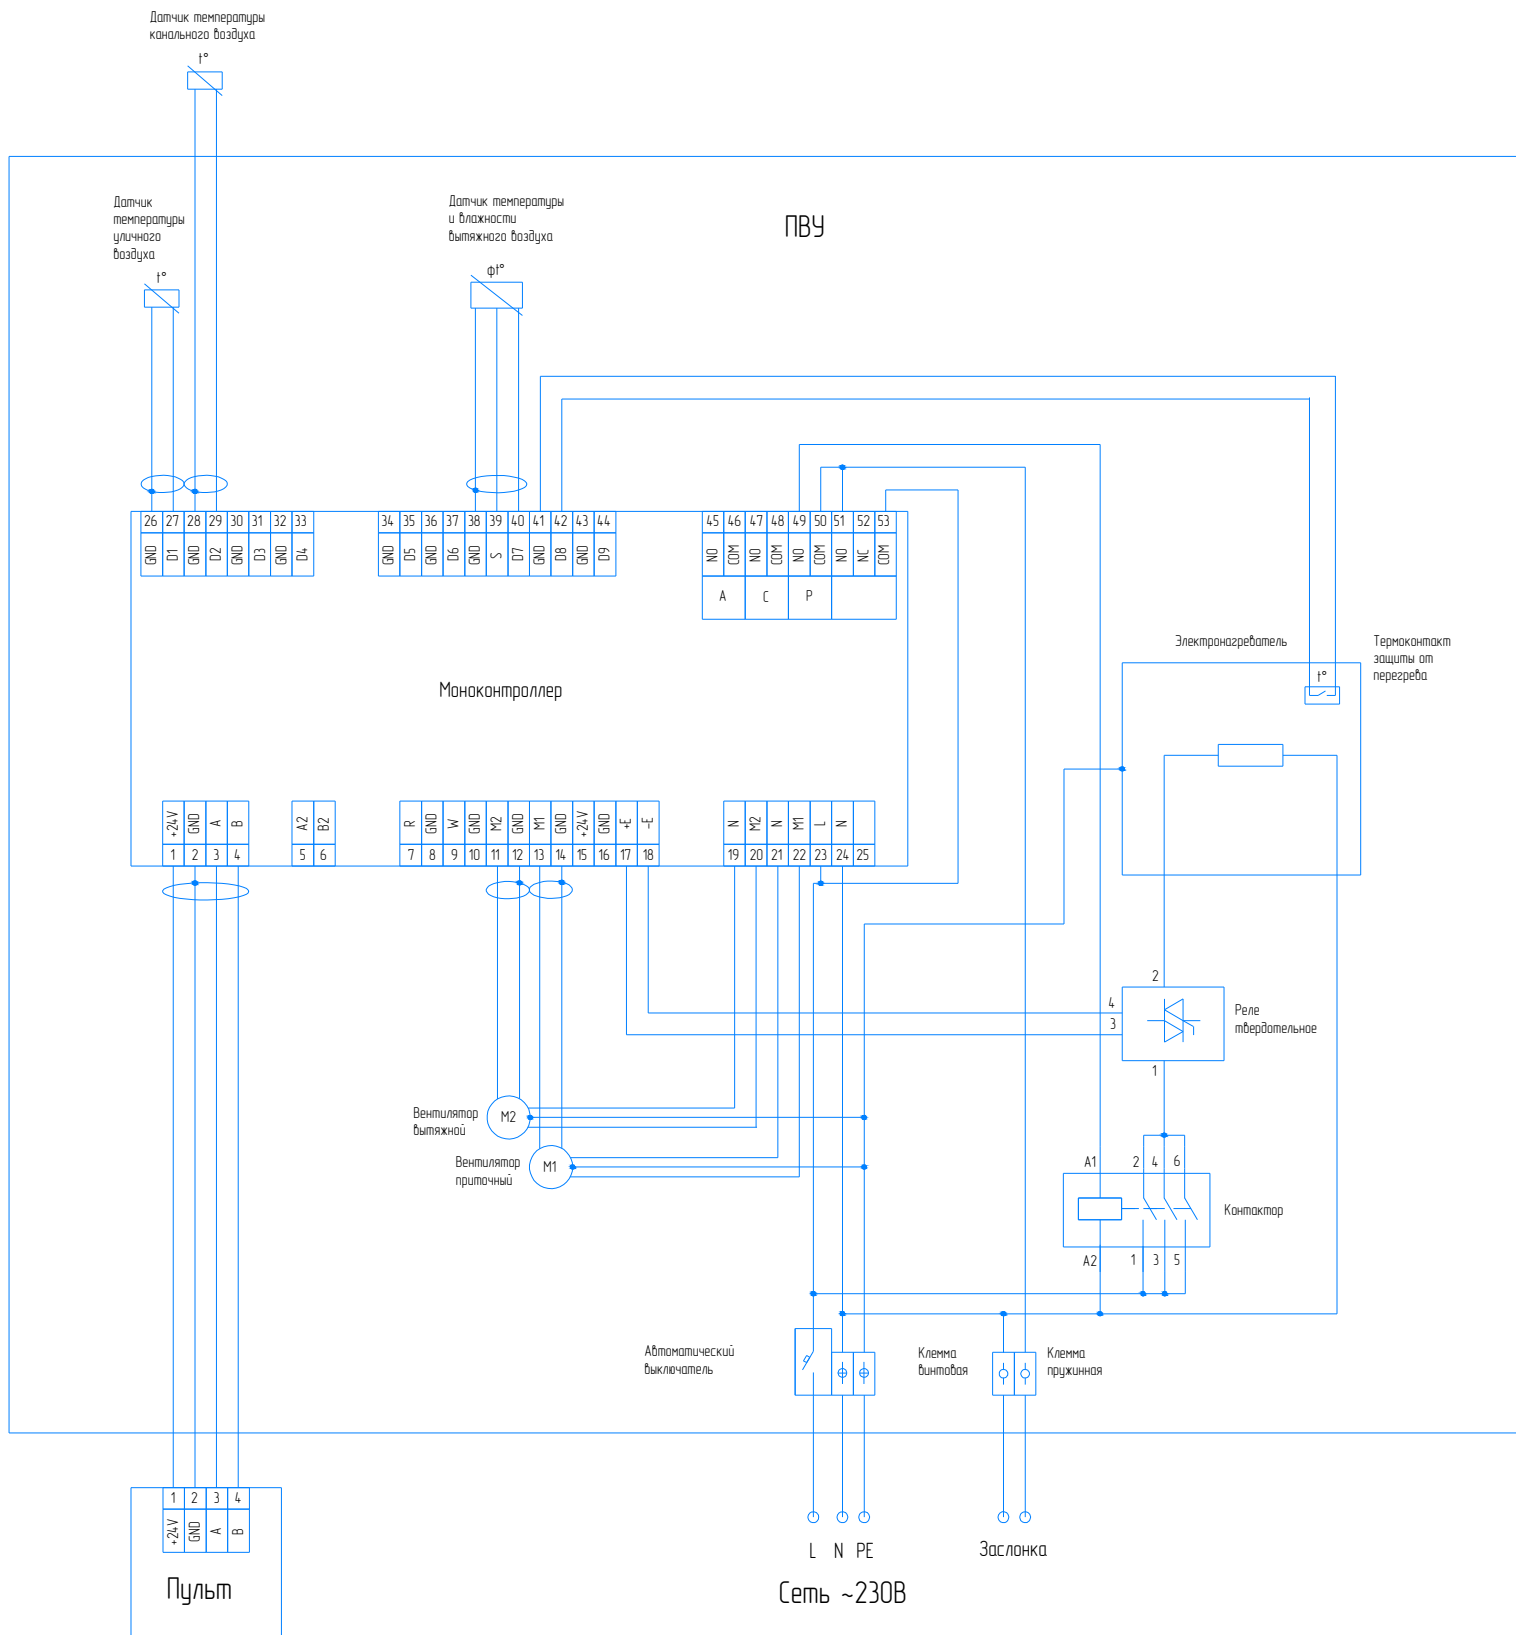 Датчик температуры
канального воздуха
t°
ПВУ
Датчик
температуры
уличного
воздуха
t°
Датчик температуры
и влажности
вытяжного воздуха
φt°
26 27 28 29 30 31 32 33
GND D1 GND D2 GND D3 GND D4
34 35 36 37 38 39 40 41 42 43 44
GND D5 GND D6 GND S D7 GND D8 GND D9
45 46 47 48 49 50 51 52 53
NO COM NO COM NO COM NO NC COM
A C P
Моноконтроллер
Электронагреватель
Термоконтакт
защиты от
перегрева
t°
+24V GND A B
1 2 3 4
A2 B2
5 6
R GND W GND M2 GND M1 GND +24V GND +E -E
7 8 9 10 11 12 13 14 15 16 17 18
N M2 N M1 L N
19 20 21 22 23 24 25
2
4
3
1
Реле
твердотельное
Вентилятор
вытяжной
M2
Вентилятор
приточный
M1
A1 2 4 6
Контактор
A2 1 3 5
Автоматический
выключатель
Клемма
винтовая
Клемма
пружинная
1 2 3 4
+24V GND A B
Пульт
L N PE
Сеть ~230В
Заслонка